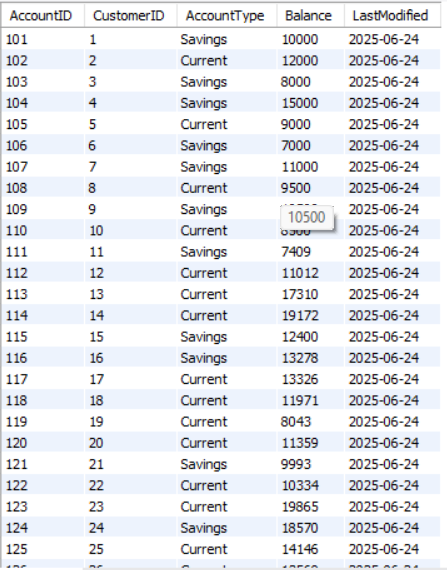 AccountID CustomerID AccountType Balance LastModified
101 1 Savings 10000 2025-06-24
102 2 Current 12000 2025-06-24
103 3 Savings 8000 2025-06-24
104 4 Savings 15000 2025-06-24
105 5 Current 9000 2025-06-24
106 6 Savings 7000 2025-06-24
107 7 Savings 11000 2025-06-24
108 8 Current 9500 2025-06-24
109 9 Savings 2025-06-24
10500
110 10 Current 2025-06-24
111 11 Savings 7409 2025-06-24
112 12 Current 11012 2025-06-24
113 13 Current 17310 2025-06-24
114 14 Current 19172 2025-06-24
115 15 Savings 12400 2025-06-24
116 16 Savings 13278 2025-06-24
117 17 Current 13326 2025-06-24
118 18 Current 11971 2025-06-24
119 19 Current 8043 2025-06-24
120 20 Current 11359 2025-06-24
121 21 Savings 9993 2025-06-24
122 22 Current 10334 2025-06-24
123 23 Current 19865 2025-06-24
124 24 Savings 18570 2025-06-24
125 25 Current 14146 2025-06-24